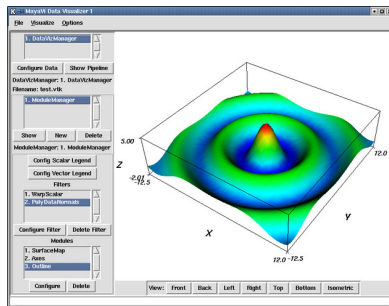 MayaVi Data Visualizer 1
File Visualize Options
1. DataVizManager
Configure Data Show Pipeline
DataVizManager: 1. DataVizManager
Filename: test.vtk
1. ModuleManager
Show New Delete
ModuleManager: 1. ModuleManager
Config Scalar Legend
Config Vector Legend
Filters
1. WarpScalar
2. PolyDataNormals
Configure Filter Delete Filter
Modules
1. SurfaceMap
2. Axes
3. Outline
Configure Delete
5.00
Z
-2.01
-12.5
X
12.0
-12.5
Y
12.0
View: Front Back Left Right Top Bottom Isometric